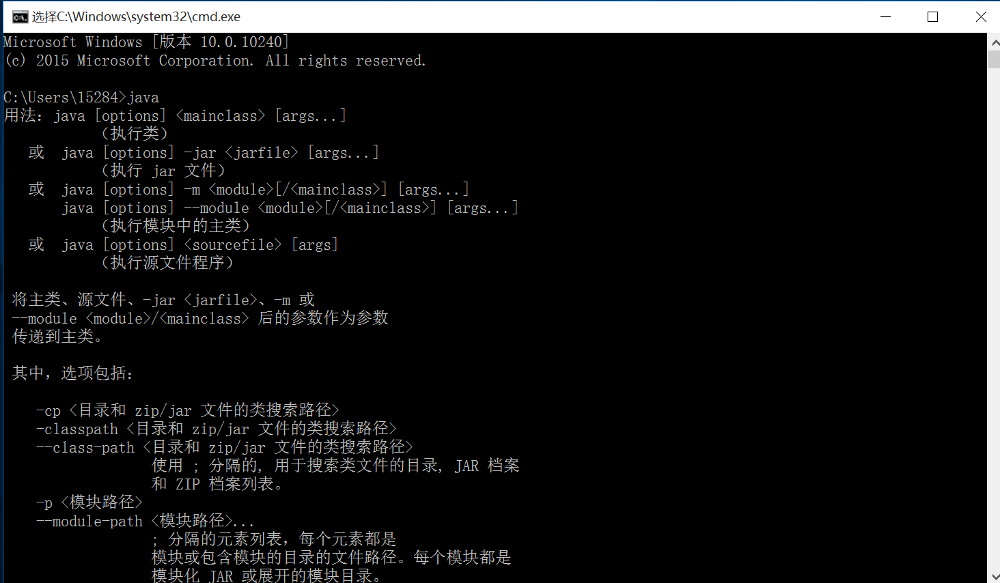 选择C:\Windows\system32\cmd.exe
Microsoft Windows [版本 10.0.10240]
(c) 2015 Microsoft Corporation. All rights reserved.
C:\Users\15284>java
用法：java [options] <mainclass> [args...]
（执行类）
或 java [options] -jar <jarfile> [args...]
（执行 jar 文件）
或 java [options] -m <module>[/<mainclass>] [args...]
java [options] --module <module>[/<mainclass>] [args...]
（执行模块中的主类）
或 java [options] <sourcefile> [args]
（执行源文件程序）
将主类、源文件、-jar <jarfile>、-m 或
--module <module>/<mainclass> 后的参数作为参数
传递到主类。
其中，选项包括：
-cp <目录和 zip/jar 文件的类搜索路径>
-classpath <目录和 zip/jar 文件的类搜索路径>
--class-path <目录和 zip/jar 文件的类搜索路径>
使用 ; 分隔的, 用于搜索类文件的目录, JAR 档案
和 ZIP 档案列表。
-p <模块路径>
--module-path <模块路径>...
; 分隔的元素列表，每个元素都是
模块或包含模块的目录的文件路径。每个模块都是
模块化 JAR 或展开的模块目录。